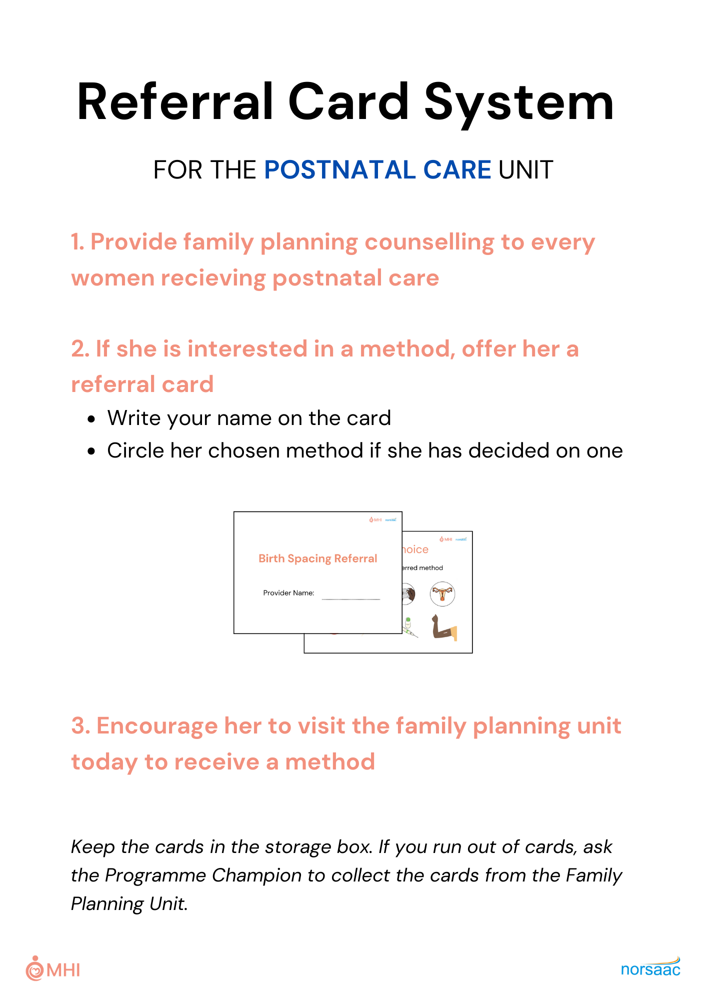 Referral Card System
FOR THE POSTNATAL CARE UNIT
1. Provide family planning counselling to every
women recieving postnatal care
2. If she is interested in a method, offer her a
referral card
• Write your name on the card
• Circle her chosen method if she has decided on one
MHI norsaac
Birth Spacing Referral
Provider Name:
MHI norsaac
method
3. Encourage her to visit the family planning unit
today to receive a method
Keep the cards in the storage box. If you run out of cards, ask
the Programme Champion to collect the cards from the Family
Planning Unit.
MHI
norsaac